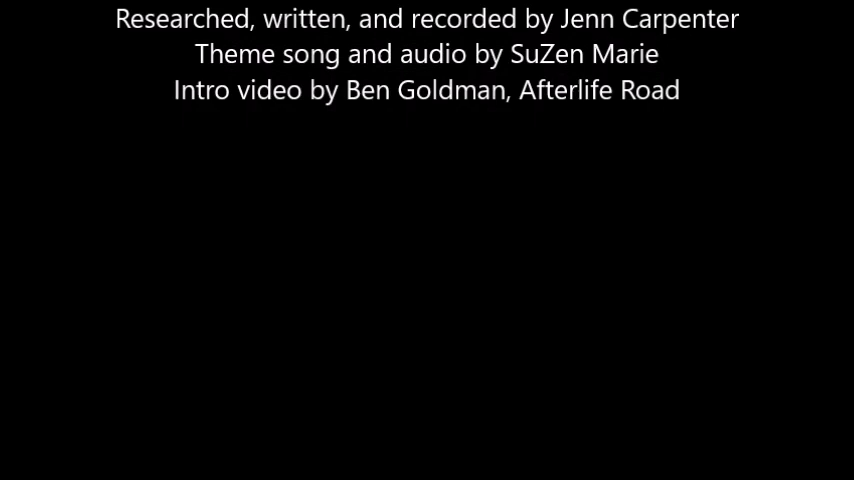 Researched, written, and recorded by Jenn Carpenter
Theme song and audio by SuZen Marie
Intro video by Ben Goldman, Afterlife Road